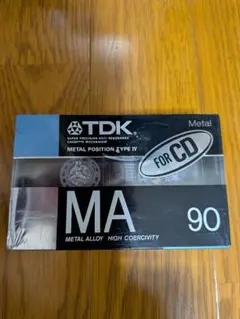 TDK
Metal
SUPER PRECISION ANTI-RESONANCE
CASSETTE MECHANISM
METAL POSITION TYPE IV
FOR CD
MA 90
METAL ALLOY HIGH COERCIVITY